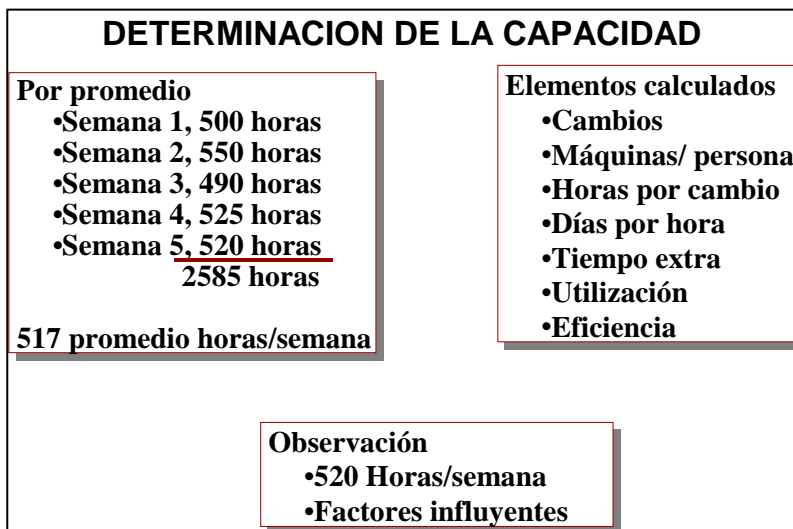 DETERMINACION DE LA CAPACIDAD
Por promedio
•Semana 1, 500 horas
•Semana 2, 550 horas
•Semana 3, 490 horas
•Semana 4, 525 horas
•Semana 5, 520 horas
2585 horas
517 promedio horas/semana
Elementos calculados
•Cambios
•Máquinas/ persona
•Horas por cambio
•Días por hora
•Tiempo extra
•Utilización
•Eficiencia
Observación
•520 Horas/semana
•Factores influyentes